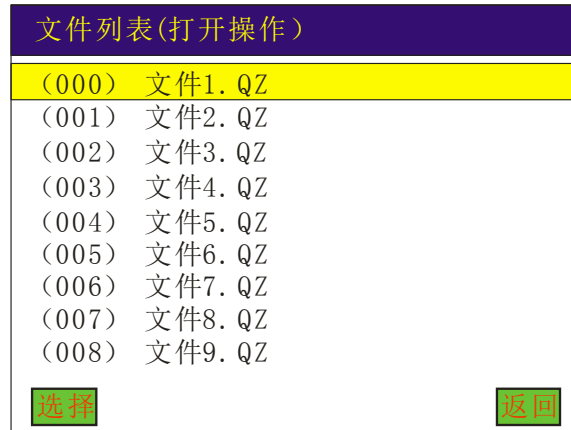 文件列表(打开操作）
（000） 文件1. QZ
（001） 文件2. QZ
（002） 文件3. QZ
（003） 文件4. QZ
（004） 文件5. QZ
（005） 文件6. QZ
（006） 文件7. QZ
（007） 文件8. QZ
（008） 文件9. QZ
选择 返回